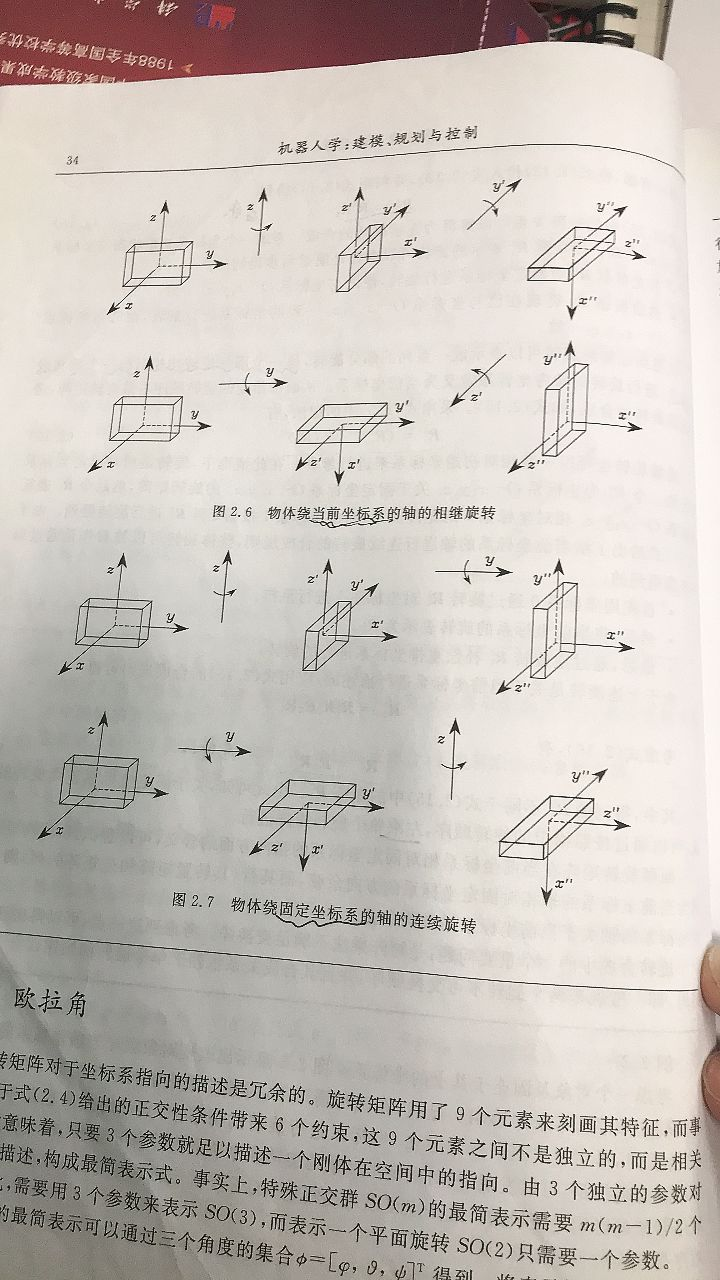 1988年全国高等学校优
国家级教学成果
34
机器人学:建模、规划与控制
z
z
z'
y'
y'
y''
y
x'
z''
x
x''
z
y
y''
y
y'
z'
x''
x
z'
x'
z''
图 2.6 物体绕当前坐标系的轴的相继旋转
z
z
z'
y'
y
y''
y
x'
x''
x
z''
z
y
z
y''
y
y'
z''
x
z'
x'
x''
图 2.7 物体绕固定坐标系的轴的连续旋转
欧拉角
转矩阵对于坐标系指向的描述是冗余的。旋转矩阵用了 9 个元素来刻画其特征,而事
于式(2.4)给出的正交性条件带来 6 个约束,这 9 个元素之间不是独立的,而是相关
意味着,只要 3 个参数就足以描述一个刚体在空间中的指向。由 3 个独立的参数对
描述,构成最简表示式。事实上,特殊正交群 SO(m)的最简表示需要 m(m−1)/2 个
,需要用 3 个参数来表示 SO(3),而表示一个平面旋转 SO(2)只需要一个参数。
的最简表示可以通过三个角度的集合ϕ=[φ, ϑ, ψ]ᵀ 得到。